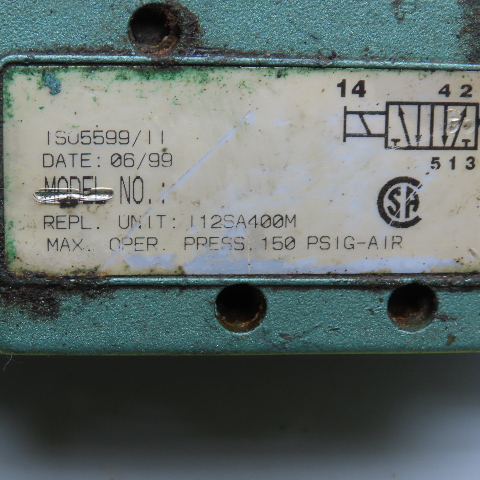 14 4 2
ISO5599/II
DATE: 06/99
MODEL NO.:
REPL. UNIT: I12SA400M
MAX. OPER. PRESS. 150 PSIG-AIR
5 1 3
SA